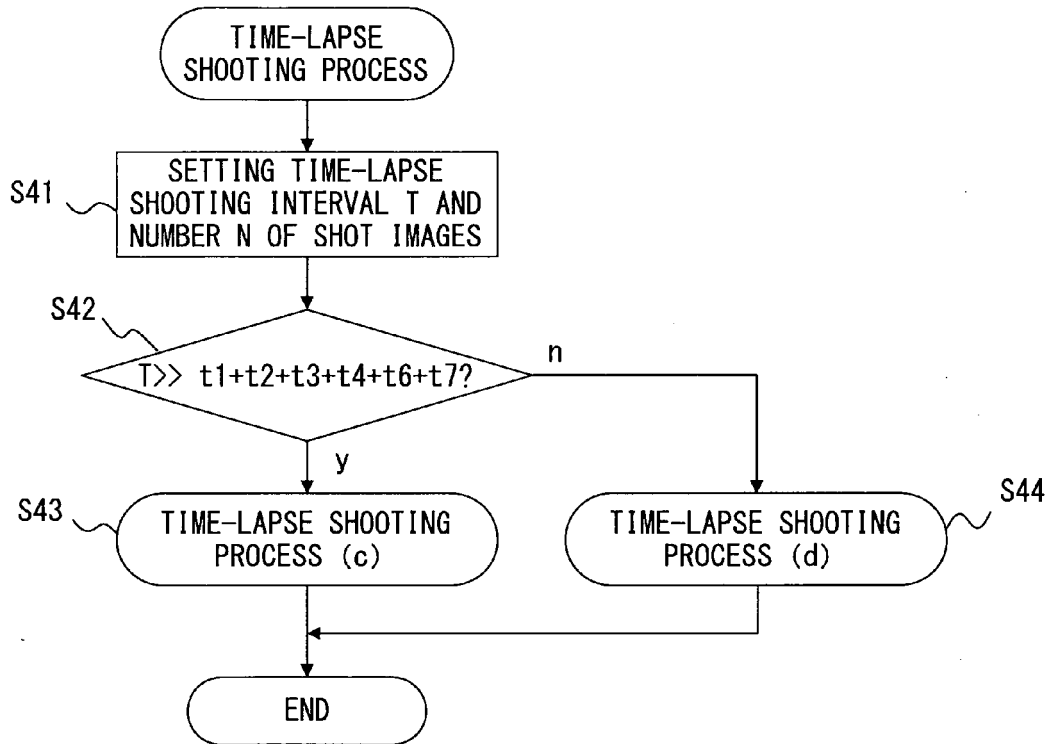 TIME-LAPSE
SHOOTING PROCESS
S41
SETTING TIME-LAPSE
SHOOTING INTERVAL T AND
NUMBER N OF SHOT IMAGES
S42
T>> t1+t2+t3+t4+t6+t7?
n
y
S43
TIME-LAPSE SHOOTING
PROCESS (c)
TIME-LAPSE SHOOTING
PROCESS (d)
S44
END